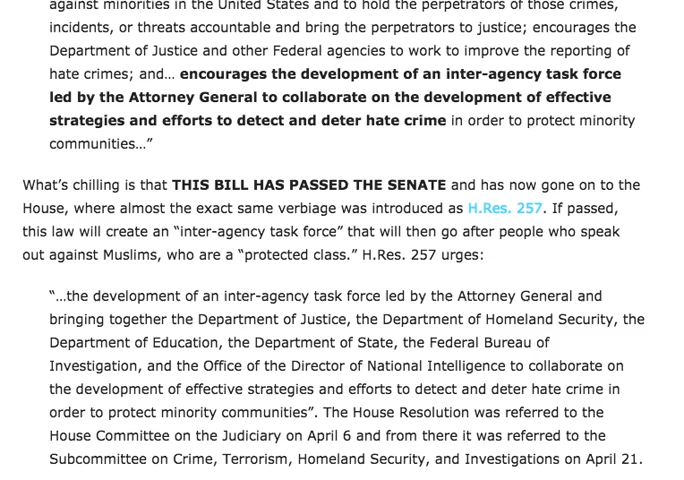 against minorities in the United States and to hold the perpetrators of those crimes,
incidents, or threats accountable and bring the perpetrators to justice; encourages the
Department of Justice and other Federal agencies to work to improve the reporting of
hate crimes; and… encourages the development of an inter-agency task force
led by the Attorney General to collaborate on the development of effective
strategies and efforts to detect and deter hate crime in order to protect minority
communities…”
What’s chilling is that THIS BILL HAS PASSED THE SENATE and has now gone on to the
House, where almost the exact same verbiage was introduced as H.Res. 257. If passed,
this law will create an “inter-agency task force” that will then go after people who speak
out against Muslims, who are a “protected class.” H.Res. 257 urges:
“…the development of an inter-agency task force led by the Attorney General and
bringing together the Department of Justice, the Department of Homeland Security, the
Department of Education, the Department of State, the Federal Bureau of
Investigation, and the Office of the Director of National Intelligence to collaborate on
the development of effective strategies and efforts to detect and deter hate crime in
order to protect minority communities”. The House Resolution was referred to the
House Committee on the Judiciary on April 6 and from there it was referred to the
Subcommittee on Crime, Terrorism, Homeland Security, and Investigations on April 21.